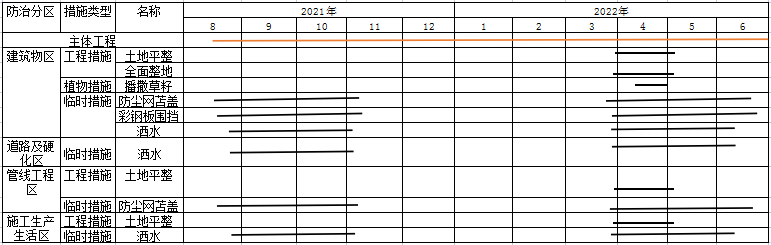 防治分区 措施类型 名称 2021年 2022年
8 9 10 11 12 1 2 3 4 5 6
主体工程
建筑物区 工程措施 土地平整
全面整地
植物措施 播撒草籽
临时措施 防尘网苫盖
彩钢板围挡
洒水
道路及硬
化区 临时措施 洒水
管线工程
区 工程措施 土地平整
临时措施 防尘网苫盖
施工生产
生活区 工程措施 土地平整
临时措施 洒水